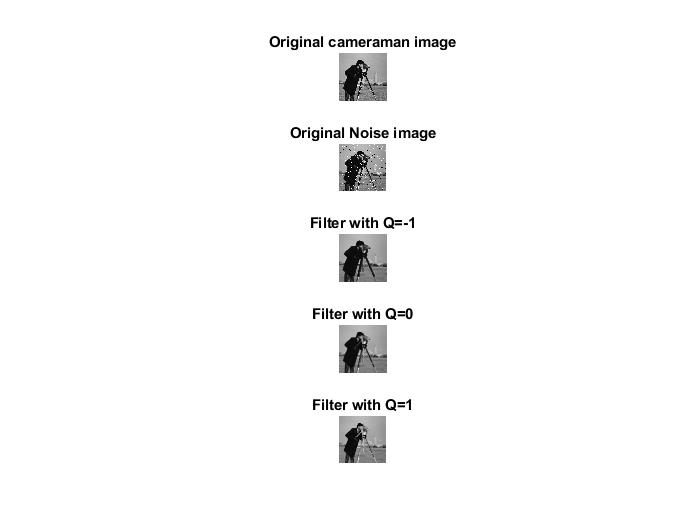 Original cameraman image
Original Noise image
Filter with Q=-1
Filter with Q=0
Filter with Q=1